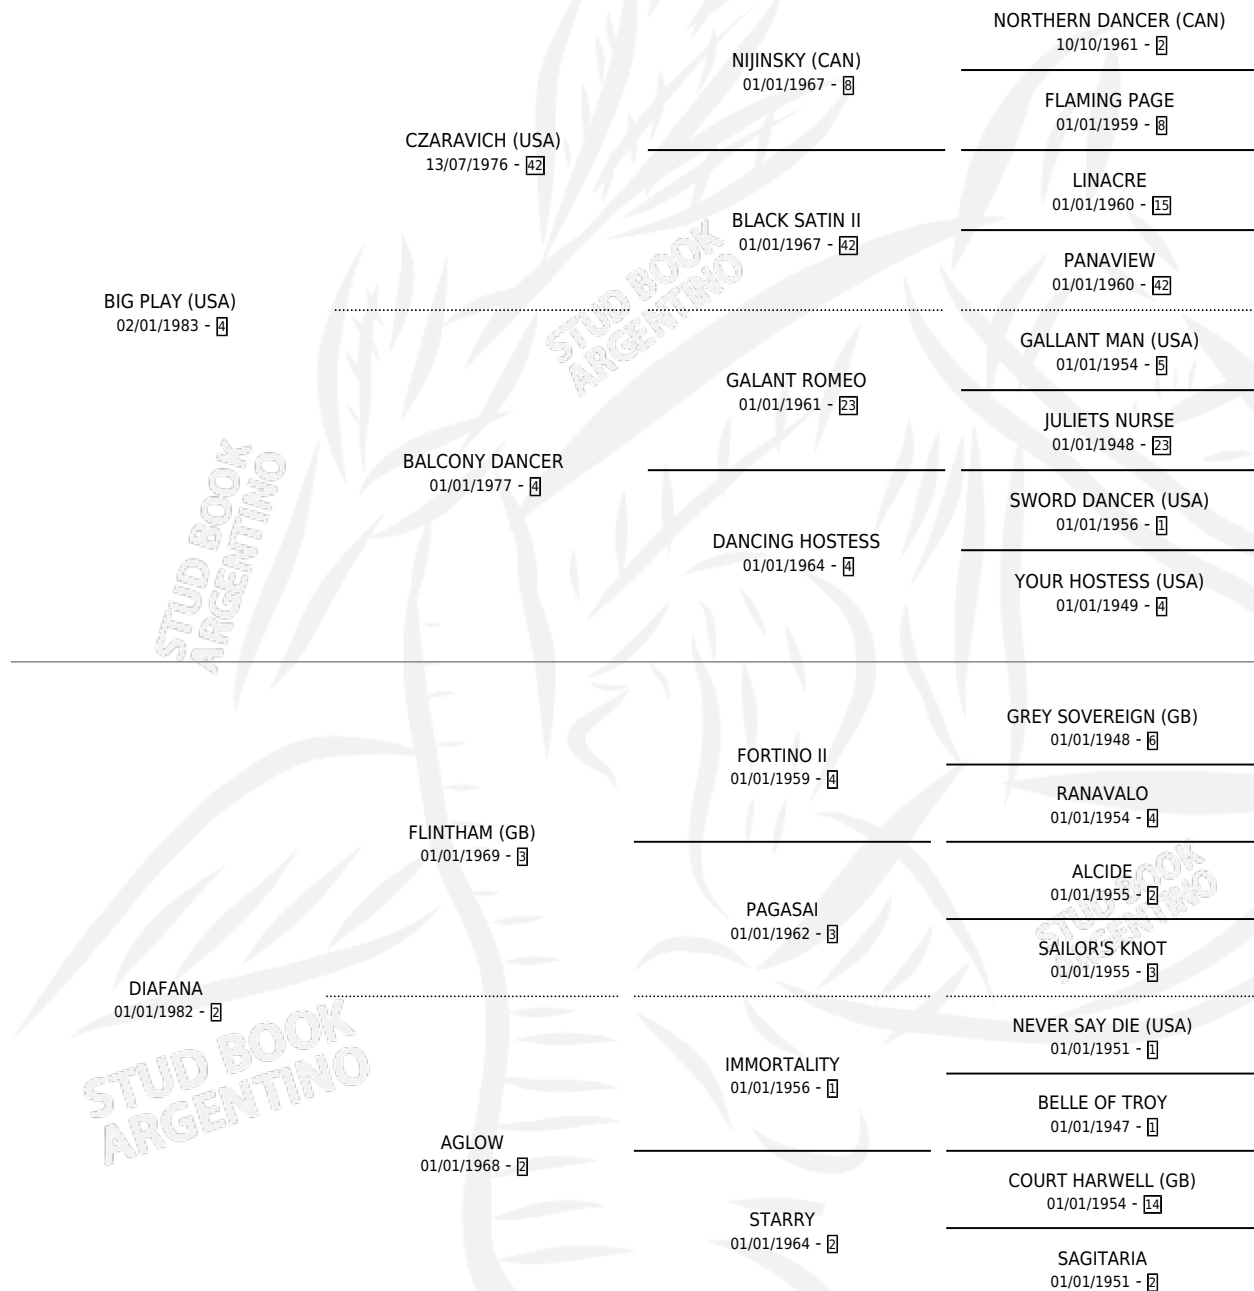 NORTHERN DANCER (CAN)
10/10/1961 - 2
NIJINSKY (CAN)
01/01/1967 - 8
FLAMING PAGE
01/01/1959 - 8
CZARAVICH (USA)
13/07/1976 - 42
LINACRE
01/01/1960 - 15
BLACK SATIN II
01/01/1967 - 42
PANAVIEW
01/01/1960 - 42
BIG PLAY (USA)
02/01/1983 - 4
GALLANT MAN (USA)
01/01/1954 - 5
GALANT ROMEO
01/01/1961 - 23
JULIETS NURSE
01/01/1948 - 23
BALCONY DANCER
01/01/1977 - 4
SWORD DANCER (USA)
01/01/1956 - 1
DANCING HOSTESS
01/01/1964 - 4
YOUR HOSTESS (USA)
01/01/1949 - 4
GREY SOVEREIGN (GB)
01/01/1948 - 6
FORTINO II
01/01/1959 - 4
RANAVALO
01/01/1954 - 4
FLINTHAM (GB)
01/01/1969 - 3
ALCIDE
01/01/1955 - 2
PAGASAI
01/01/1962 - 3
SAILOR'S KNOT
01/01/1955 - 3
DIAFANA
01/01/1982 - 2
NEVER SAY DIE (USA)
01/01/1951 - 1
IMMORTALITY
01/01/1956 - 1
BELLE OF TROY
01/01/1947 - 1
AGLOW
01/01/1968 - 2
COURT HARWELL (GB)
01/01/1954 - 14
STARRY
01/01/1964 - 2
SAGITARIA
01/01/1951 - 2
STUD BOOK
ARGENTINO
STUD BOOK
ARGENTINO
STUD BOOK
ARGENTINO
STUD BOOK
ARGENTINO